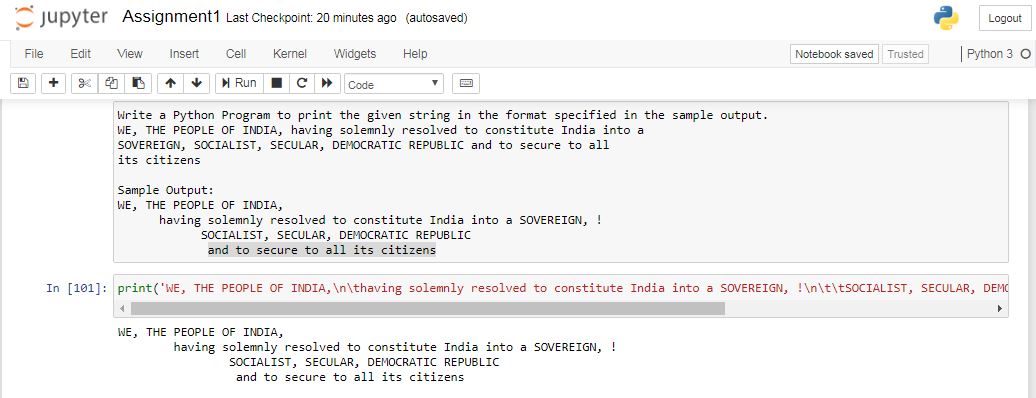 jupyter Assignment1 Last Checkpoint: 20 minutes ago (autosaved) Logout
File Edit View Insert Cell Kernel Widgets Help Notebook saved Trusted Python 3
Run Code
Write a Python Program to print the given string in the format specified in the sample output.
WE, THE PEOPLE OF INDIA, having solemnly resolved to constitute India into a
SOVEREIGN, SOCIALIST, SECULAR, DEMOCRATIC REPUBLIC and to secure to all
its citizens
Sample Output:
WE, THE PEOPLE OF INDIA,
having solemnly resolved to constitute India into a SOVEREIGN, !
SOCIALIST, SECULAR, DEMOCRATIC REPUBLIC
and to secure to all its citizens
In [101]: print('WE, THE PEOPLE OF INDIA,\n\thaving solemnly resolved to constitute India into a SOVEREIGN, !\n\t\tSOCIALIST, SECULAR, DEMO
WE, THE PEOPLE OF INDIA,
having solemnly resolved to constitute India into a SOVEREIGN, !
SOCIALIST, SECULAR, DEMOCRATIC REPUBLIC
and to secure to all its citizens